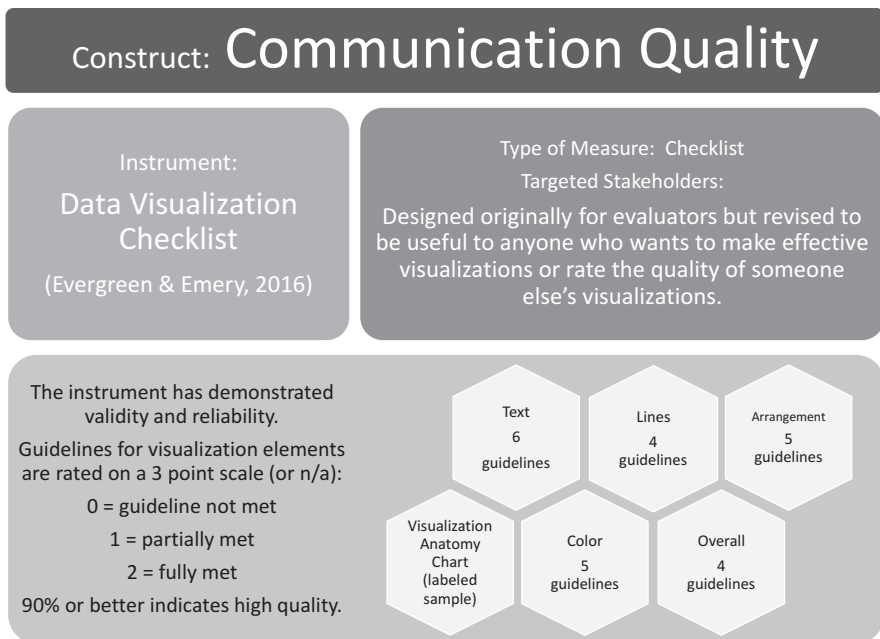 Construct: Communication Quality
Instrument:
Data Visualization
Checklist
(Evergreen & Emery, 2016)
Type of Measure: Checklist
Targeted Stakeholders:
Designed originally for evaluators but revised to
be useful to anyone who wants to make effective
visualizations or rate the quality of someone
else’s visualizations.
The instrument has demonstrated
validity and reliability.
Guidelines for visualization elements
are rated on a 3 point scale (or n/a):
0 = guideline not met
1 = partially met
2 = fully met
90% or better indicates high quality.
Text
6
guidelines
Lines
4
guidelines
Arrangement
5
guidelines
Visualization
Anatomy
Chart
(labeled
sample)
Color
5
guidelines
Overall
4
guidelines